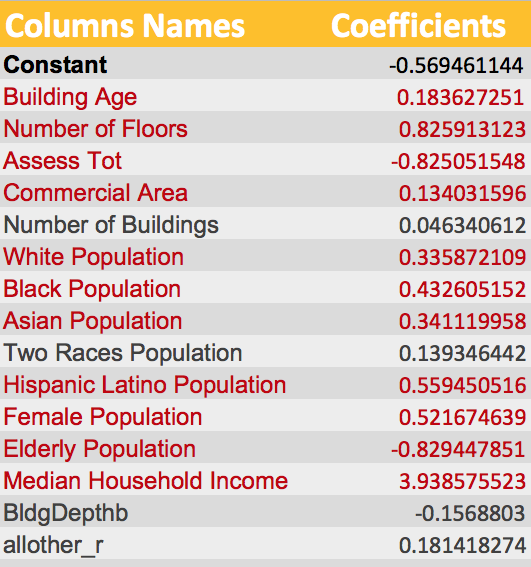 Columns Names Coefficients
Constant -0.569461144
Building Age 0.183627251
Number of Floors 0.825913123
Assess Tot -0.825051548
Commercial Area 0.134031596
Number of Buildings 0.046340612
White Population 0.335872109
Black Population 0.432605152
Asian Population 0.341119958
Two Races Population 0.139346442
Hispanic Latino Population 0.559450516
Female Population 0.521674639
Elderly Population -0.829447851
Median Household Income 3.938575523
BldgDepthb -0.1568803
allother_r 0.181418274